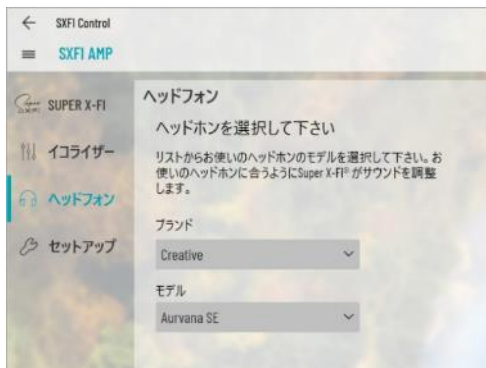 SXFI Control
SXFI AMP
SUPER X-FI
イコライザー
ヘッドフォン
セットアップ
ヘッドフォン
ヘッドホンを選択して下さい
リストからお使いのヘッドホンのモデルを選択して下さい。お
使いのヘッドホンに合うようにSuper X-Fi® がサウンドを調整
します。
ブランド
Creative
モデル
Aurvana SE